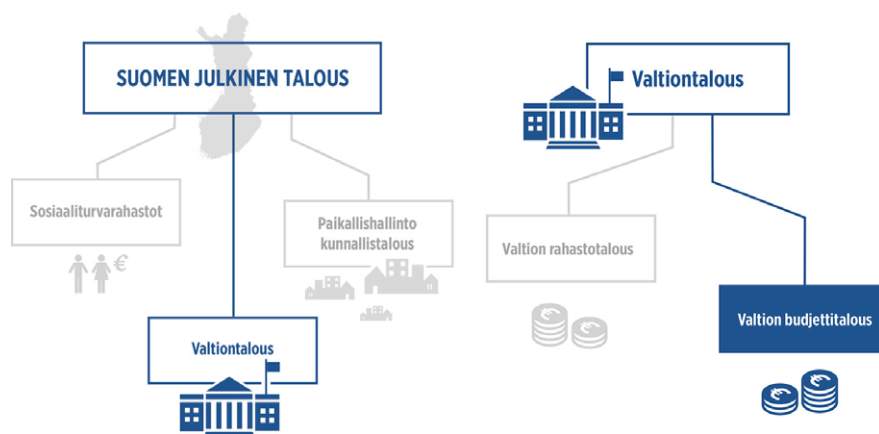 SUOMEN JULKINEN TALOUS
Sosiaaliturvarahastot
€
Paikallishallinto
kunnallistalous
Valtiontalous
Valtiontalous
Valtion rahastotalous
€
€
Valtion budjettitalous
€
€